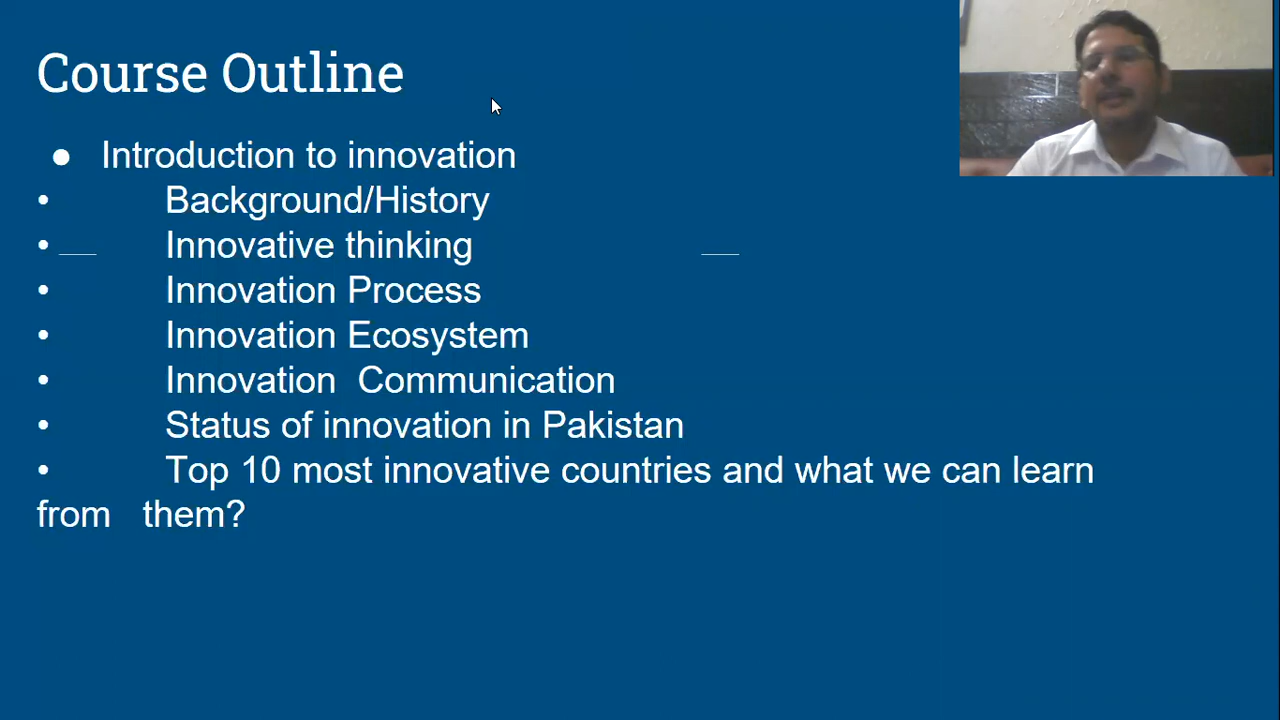 Course Outline
● Introduction to innovation
• Background/History
• Innovative thinking
• Innovation Process
• Innovation Ecosystem
• Innovation  Communication
• Status of innovation in Pakistan
• Top 10 most innovative countries and what we can learn
from   them?